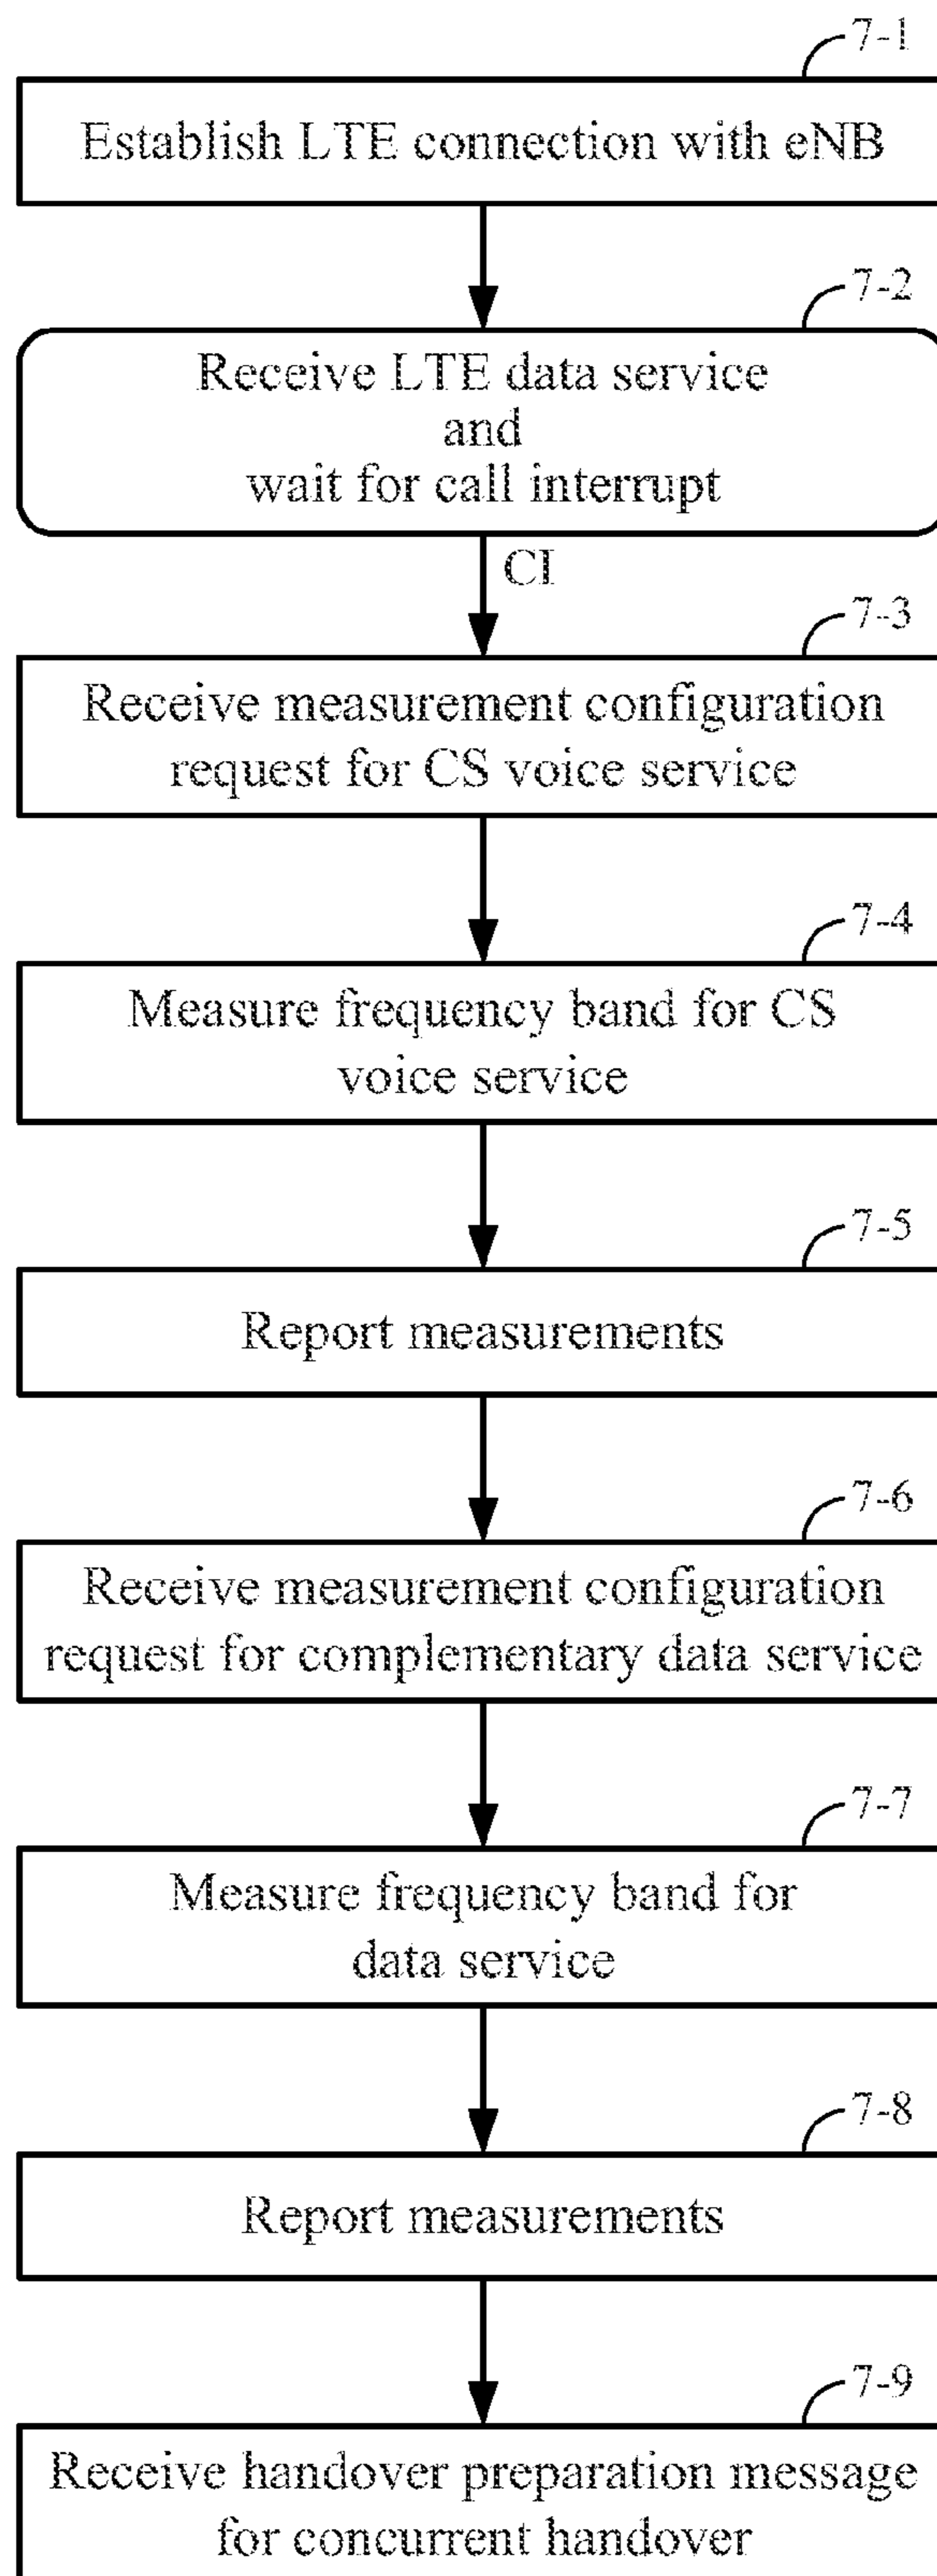 7-1
Establish LTE connection with eNB
7-2
Receive LTE data service
and
wait for call interrupt
CI
7-3
Receive measurement configuration
request for CS voice service
7-4
Measure frequency band for CS
voice service
7-5
Report measurements
7-6
Receive measurement configuration
request for complementary data service
7-7
Measure frequency band for
data service
7-8
Report measurements
7-9
Receive handover preparation message
for concurrent handover